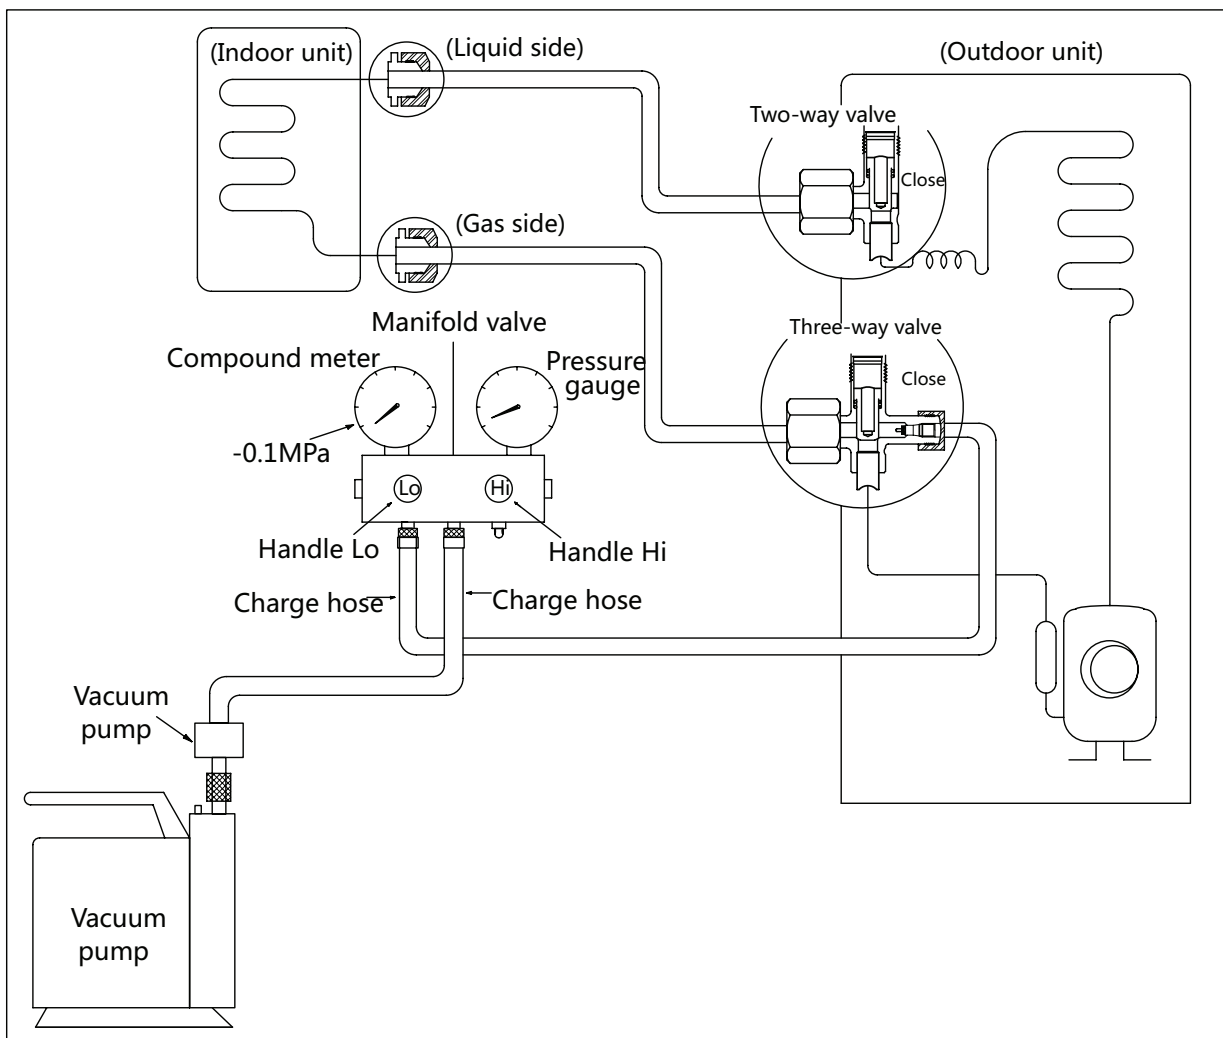 (Indoor unit)
(Liquid side)
(Outdoor unit)
Two-way valve
Close
(Gas side)
Manifold valve
Three-way valve
Compound meter
Pressure
gauge
Close
-0.1MPa
Lo
Hi
Handle Lo
Handle Hi
Charge hose
Charge hose
Vacuum
pump
Vacuum
pump